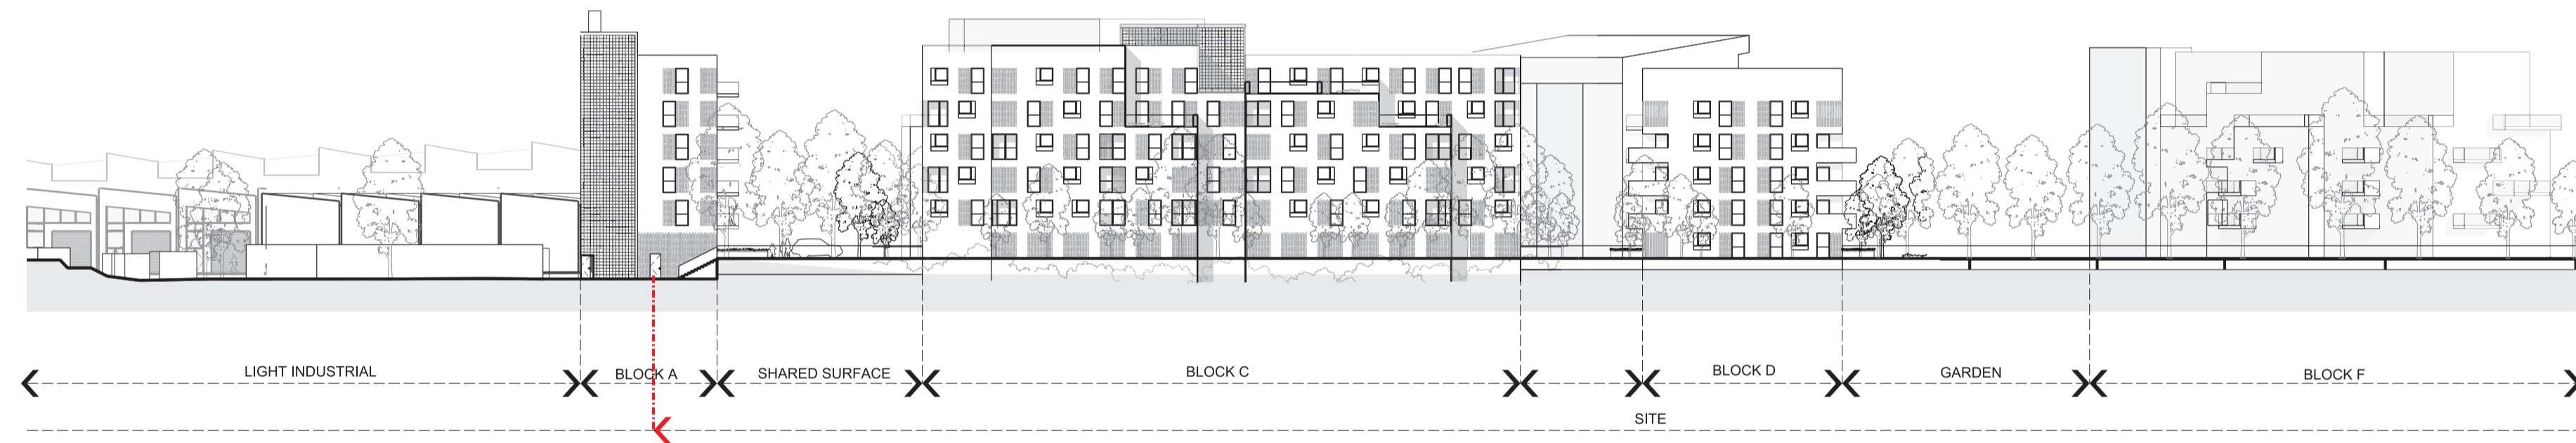 LIGHT INDUSTRIAL
BLOCK A
SHARED SURFACE
BLOCK C
BLOCK D
GARDEN
BLOCK F
SITE